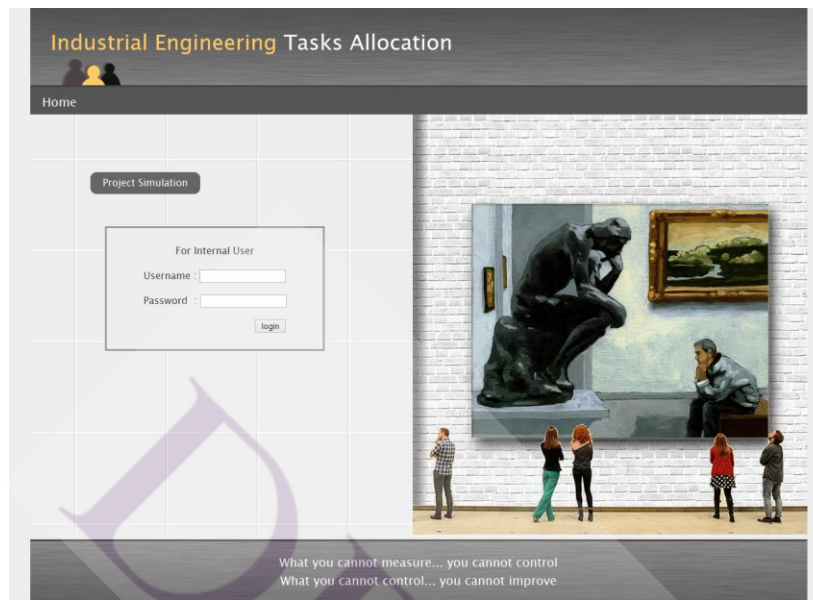 Industrial Engineering Tasks Allocation
Home
Project Simulation
For Internal User
Username :
Password :
login
What you cannot measure... you cannot control
What you cannot control... you cannot improve